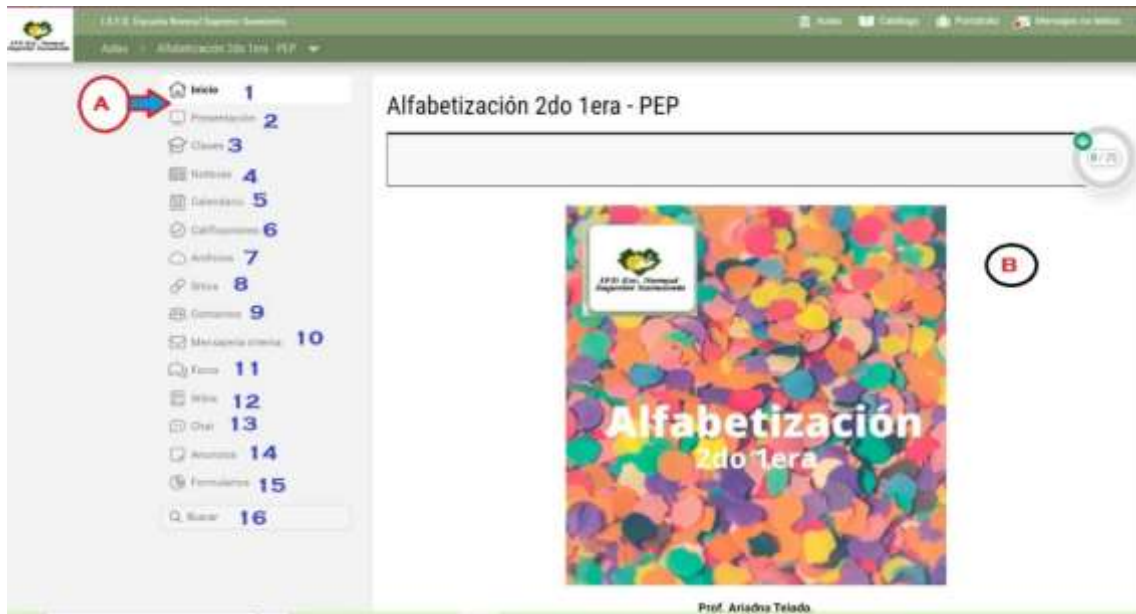 I.S.F.D. Escuela Normal Superior Sarmiento
Aulas Catálogo Portafolio Mensajes no leídos
Aulas > Alfabetización 2do 1era - PEP
A
Inicio 1
Presentación 2
Clases 3
Noticias 4
Calendario 5
Calificaciones 6
Archivos 7
Sitios 8
Contactos 9
Mensajería interna 10
Foros 11
Wikis 12
Chat 13
Anuncios 14
Formularios 15
Buscar 16
Alfabetización 2do 1era - PEP
B
Superior Sarmiento
Alfabetización
2do 1era
Prof. Ariadna Tejada.